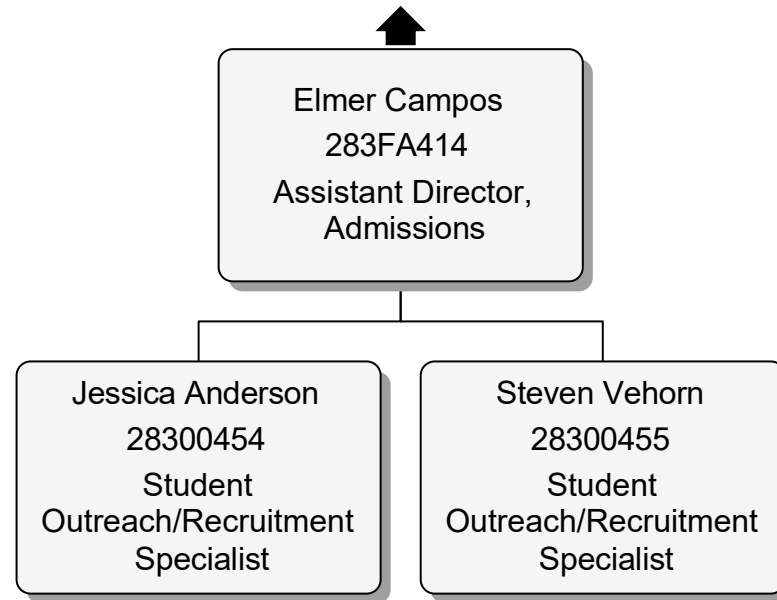 Elmer Campos
283FA414
Assistant Director,
Admissions
Jessica Anderson
28300454
Student
Outreach/Recruitment
Specialist
Steven Vehorn
28300455
Student
Outreach/Recruitment
Specialist